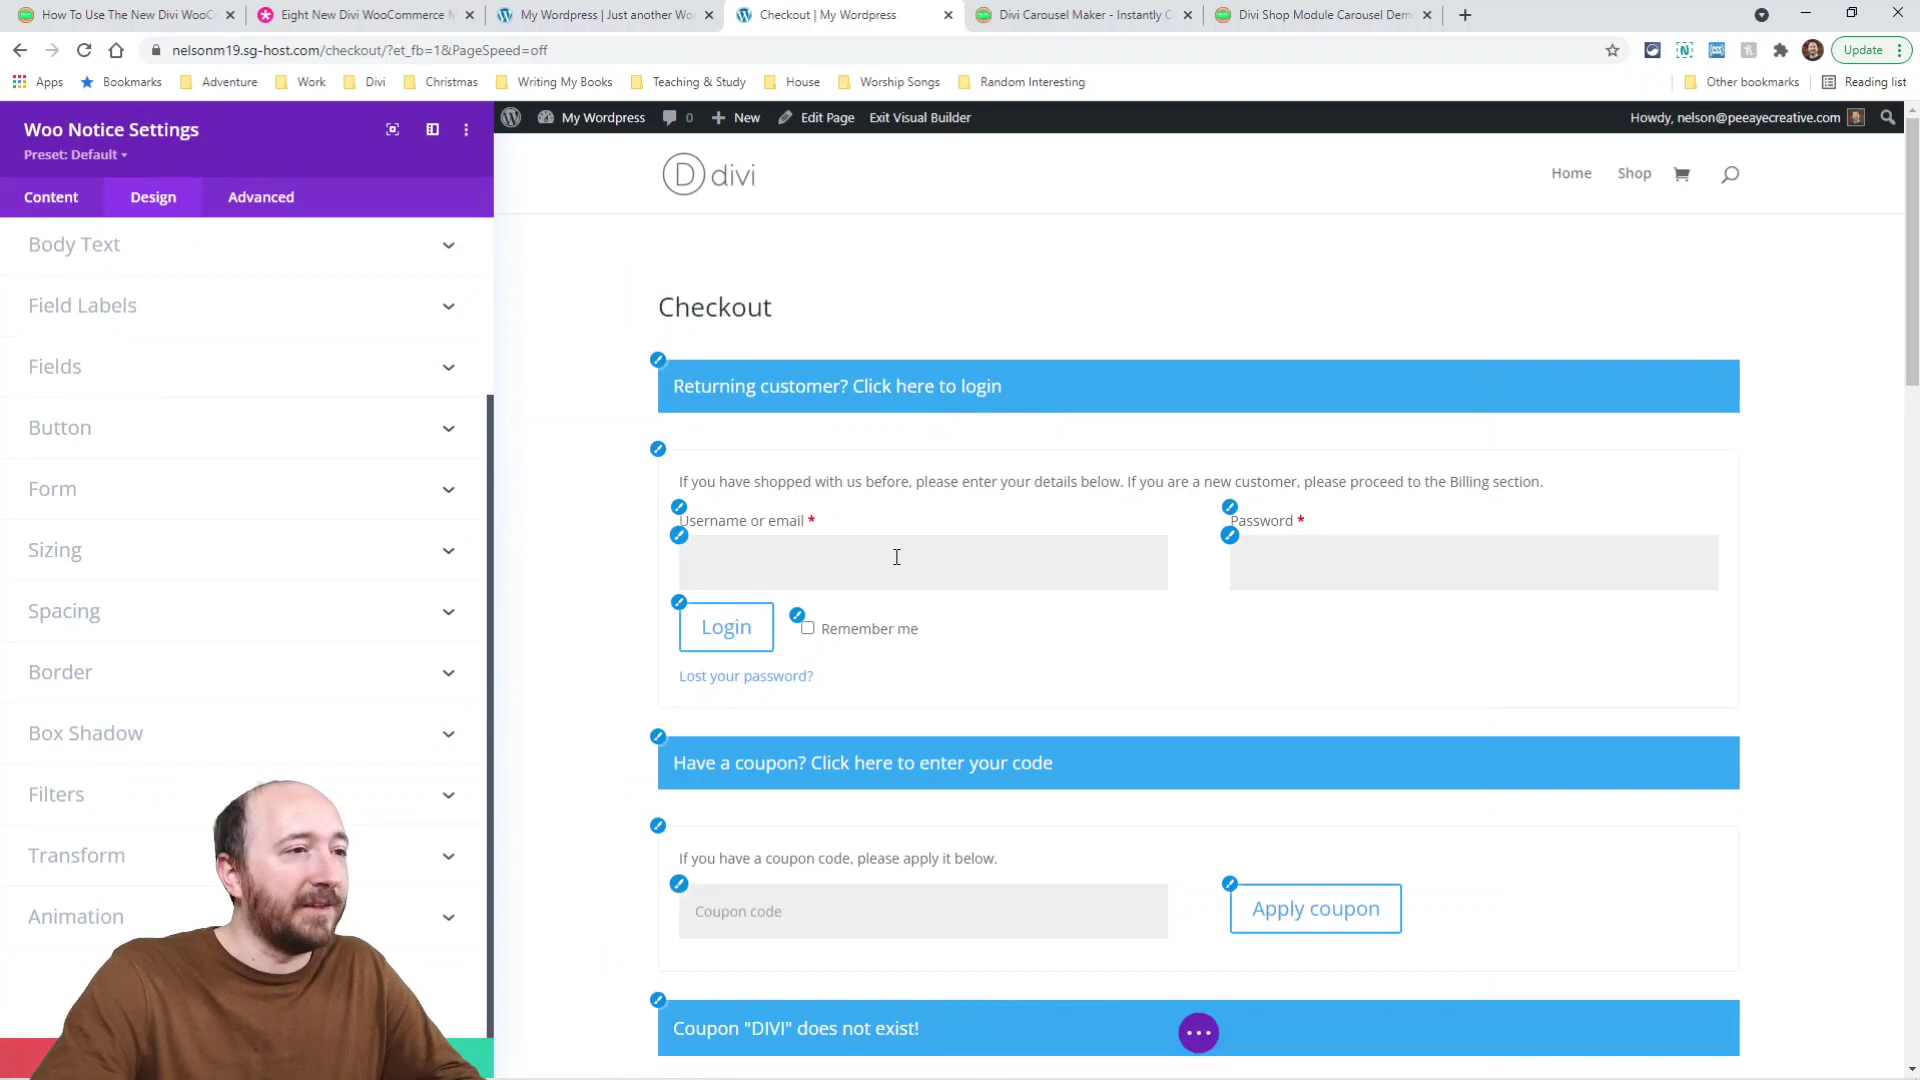 How To Use The New Divi WooC
Eight New Divi WooCommerce M
My Wordpress | Just another Wor
Checkout | My Wordpress
Divi Carousel Maker - Instantly C
Divi Shop Module Carousel Dem
nelsonm19.sg-host.com/checkout/?et_fb=1&PageSpeed=off
Update
Apps
Bookmarks
Adventure
Work
Divi
Christmas
Writing My Books
Teaching & Study
House
Worship Songs
Random Interesting
Other bookmarks
Reading list
Woo Notice Settings
Preset: Default
Content
Design
Advanced
Body Text
Field Labels
Fields
Button
Form
Sizing
Spacing
Border
Box Shadow
Filters
Transform
Animation
My Wordpress
0
New
Edit Page
Exit Visual Builder
Howdy, nelson@peeayecreative.com
D divi
Home
Shop
Checkout
Returning customer? Click here to login
If you have shopped with us before, please enter your details below. If you are a new customer, please proceed to the Billing section.
Username or email *
Password *
Login
Remember me
Lost your password?
Have a coupon? Click here to enter your code
If you have a coupon code, please apply it below.
Coupon code
Apply coupon
Coupon "DIVI" does not exist!